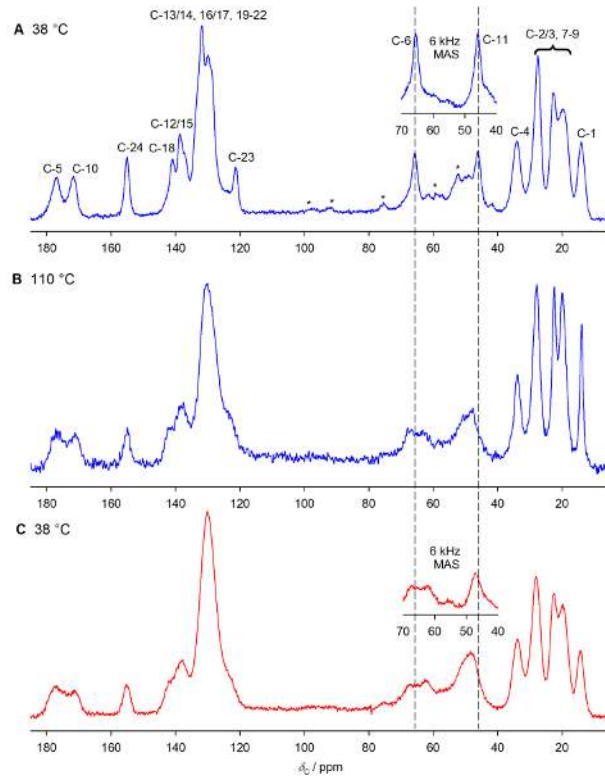 A 38 °C
C-13/14, 16/17, 19-22
C-6
6 kHz
MAS
C-11
C-2/3, 7-9
C-12/15
C-5
C-10
C-24
C-18
C-23
C-4
C-1
* * * * *
70 60 50 40
180 160 140 120 100 80 60 40 20
B 110 °C
180 160 140 120 100 80 60 40 20
C 38 °C
6 kHz
MAS
70 60 50 40
180 160 140 120 100 80 60 40 20
δC / ppm